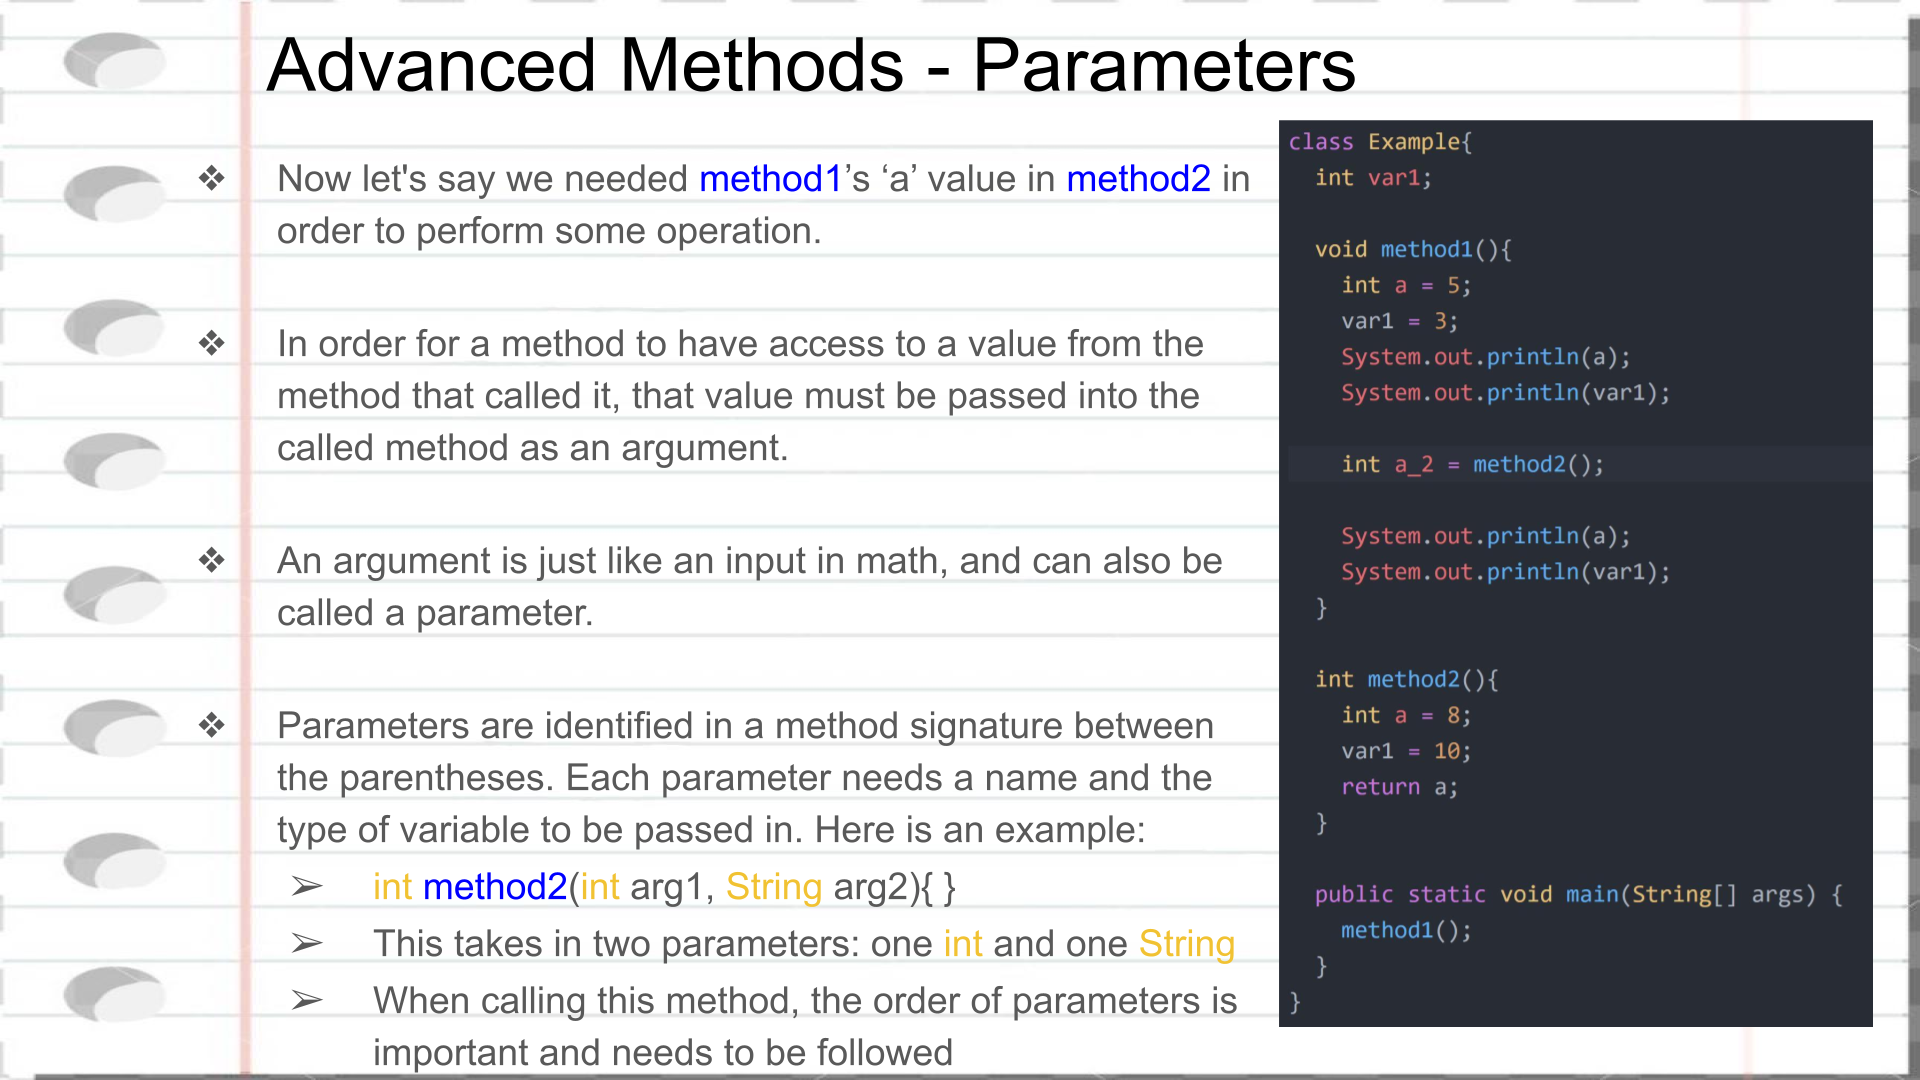 Advanced Methods - Parameters
❖ Now let's say we needed method1’s ‘a’ value in method2 in
order to perform some operation.
❖ In order for a method to have access to a value from the
method that called it, that value must be passed into the
called method as an argument.
❖ An argument is just like an input in math, and can also be
called a parameter.
❖ Parameters are identified in a method signature between
the parentheses. Each parameter needs a name and the
type of variable to be passed in. Here is an example:
➢ int method2(int arg1, String arg2){ }
➢ This takes in two parameters: one int and one String
➢ When calling this method, the order of parameters is
important and needs to be followed
class Example{
  int var1;
  void method1(){
    int a = 5;
    var1 = 3;
    System.out.println(a);
    System.out.println(var1);
    int a_2 = method2();
    System.out.println(a);
    System.out.println(var1);
  }
  int method2(){
    int a = 8;
    var1 = 10;
    return a;
  }
  public static void main(String[] args) {
    method1();
  }
}